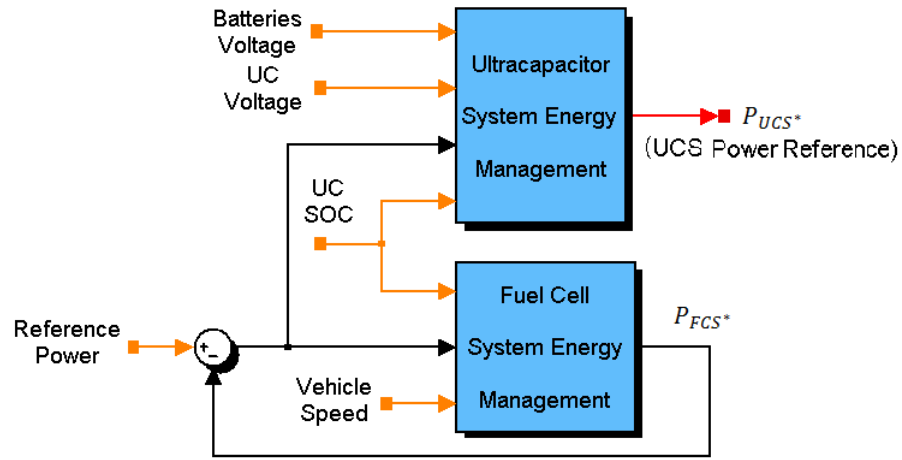 Batteries
Voltage
UC
Voltage
Ultracapacitor
System Energy
Management
P_{UCS*}
(UCS Power Reference)
UC
SOC
Reference
Power
+
-
Fuel Cell
System Energy
Management
P_{FCS*}
Vehicle
Speed